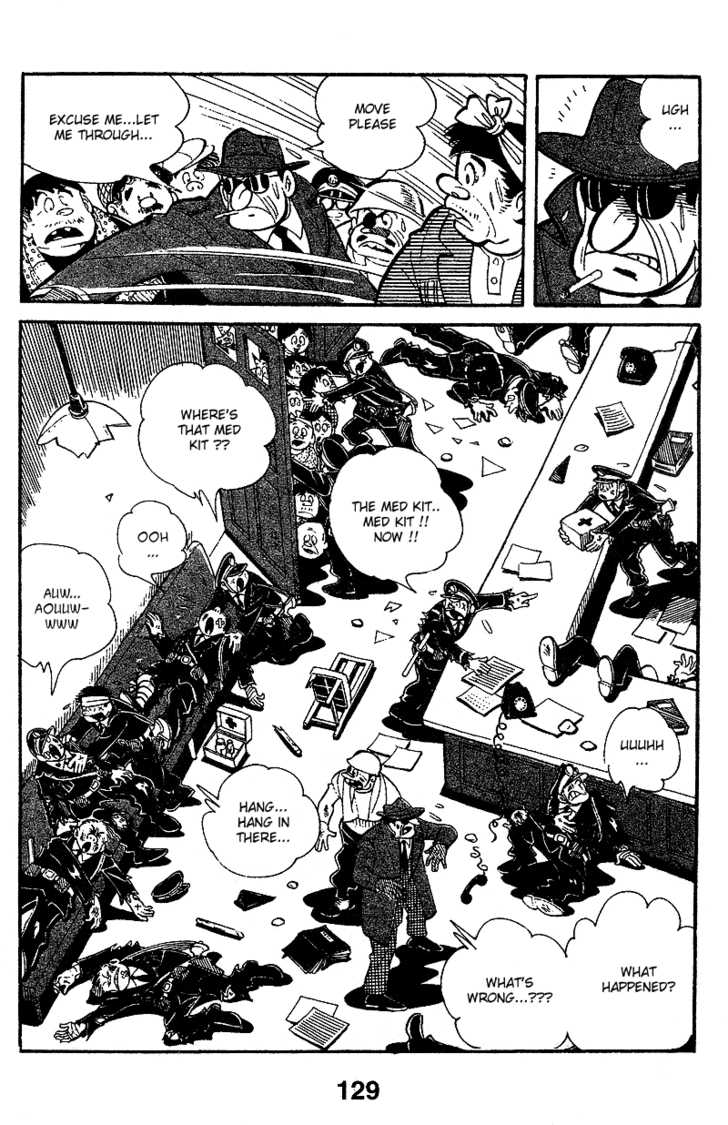 EXCUSE ME...LET
ME THROUGH...
MOVE
PLEASE
UGH
...
WHERE'S
THAT MED
KIT ??
THE MED KIT..
MED KIT !!
NOW !!
OOH
...
AUW...
AOUUW-
WWW
UUUHH
...
HANG...
HANG IN
THERE...
WHAT'S
WRONG...???
WHAT
HAPPENED?
129